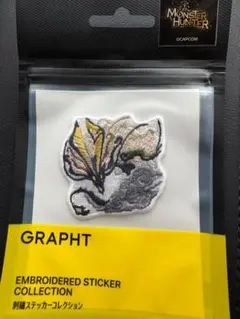 MONSTER
HUNTER
©CAPCOM
GRAPHT
EMBROIDERED STICKER
COLLECTION
刺繍ステッカーコレクション